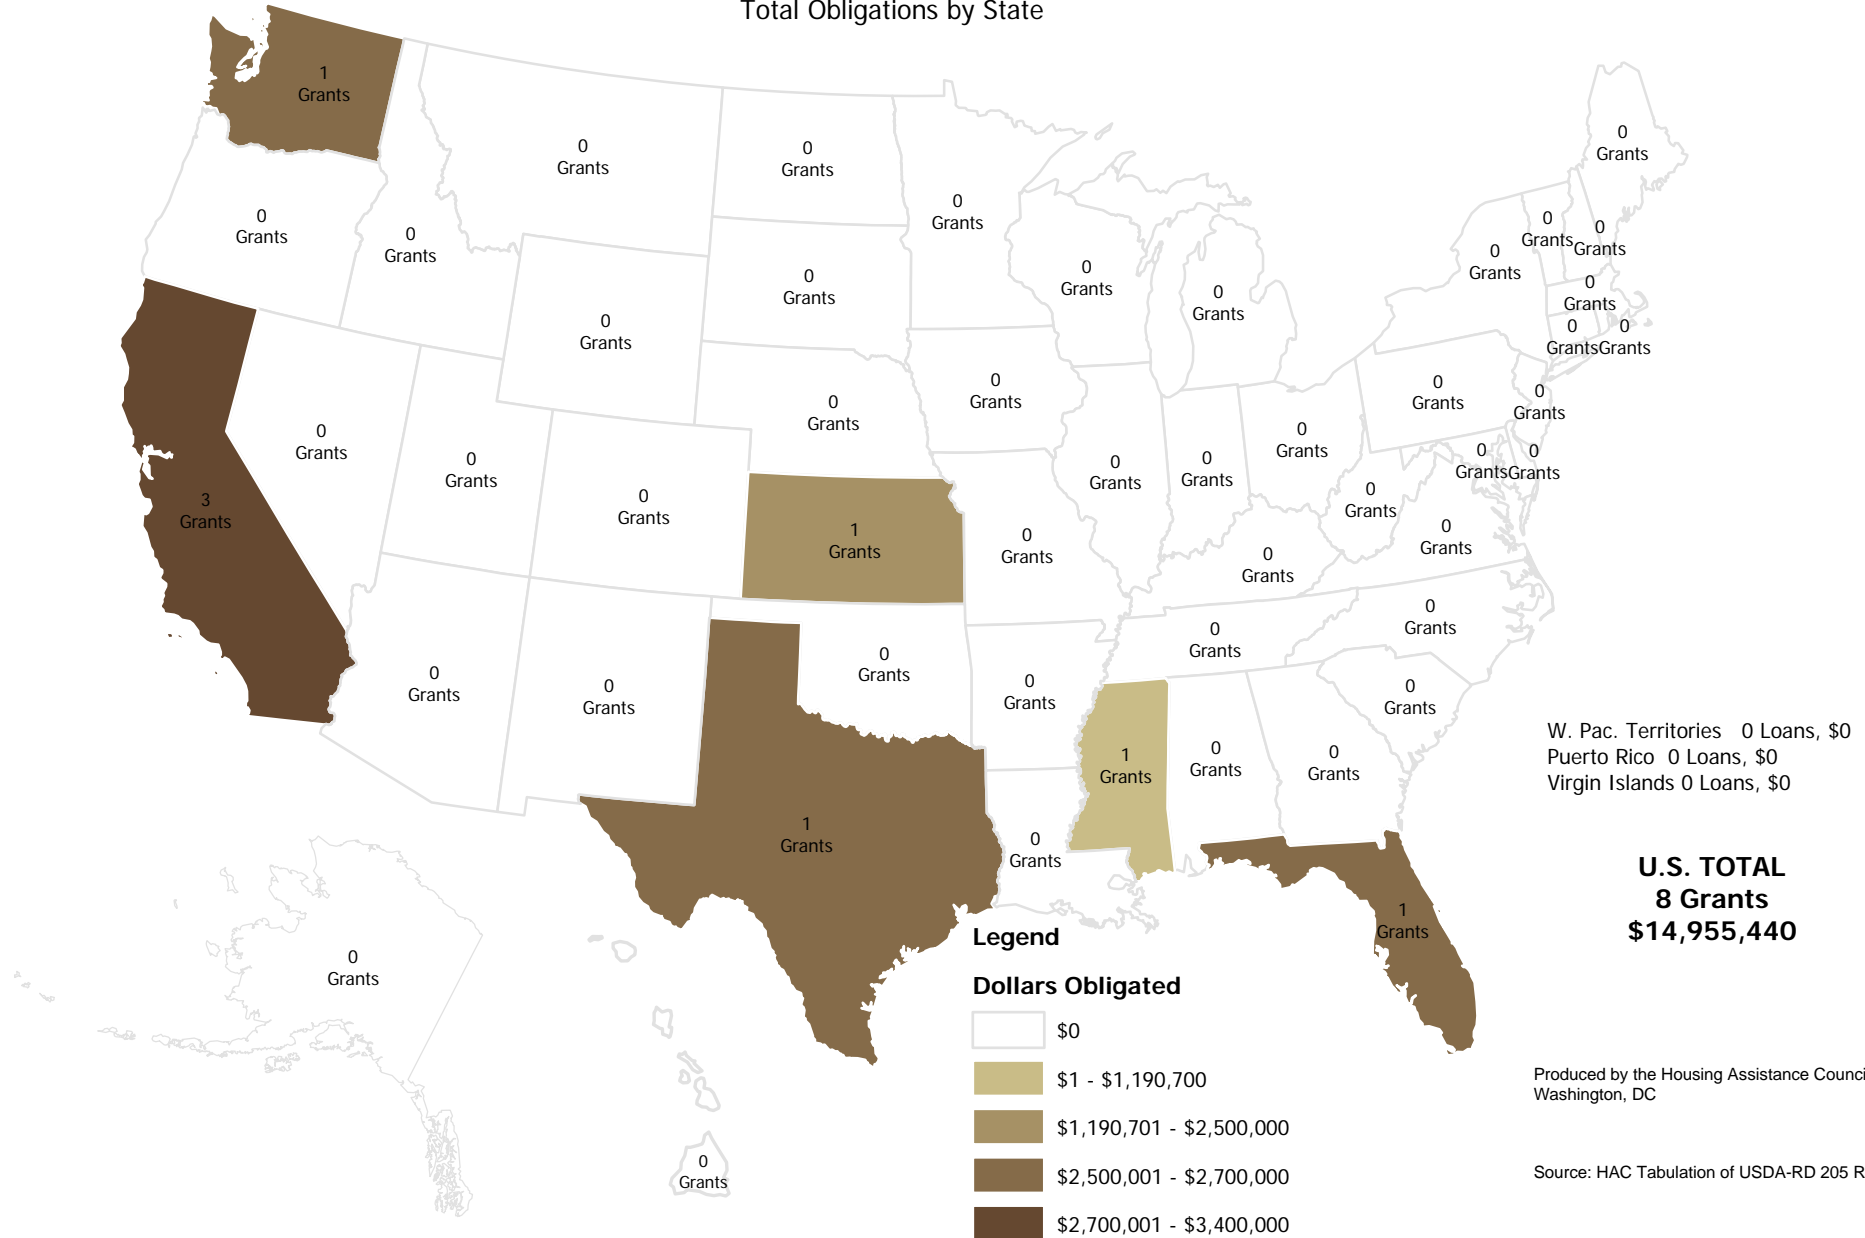 Total Obligations by State
1
Grants
0
Grants
0
Grants
0
Grants
0
Grants
0
Grants
0
Grants
0
Grants
0
Grants
0
Grants
0
Grants
0
Grants
0
Grants
0
Grants
0
Grants
0
Grants
0
Grants
0
Grants
0
Grants
0
Grants
0
Grants
0
Grants
0
Grants
0
Grants
0
Grants
0
Grants
0
Grants
0
Grants
0
Grants
0
Grants
0
Grants
3
Grants
1
Grants
0
Grants
0
Grants
0
Grants
0
Grants
0
Grants
0
Grants
0
Grants
0
Grants
0
Grants
0
Grants
1
Grants
0
Grants
0
Grants
1
Grants
0
Grants
1
Grants
0
Grants
0
Grants
W. Pac. Territories 0 Loans, $0
Puerto Rico 0 Loans, $0
Virgin Islands 0 Loans, $0
U.S. TOTAL
8 Grants
$14,955,440
Legend
Dollars Obligated
$0
$1 - $1,190,700
$1,190,701 - $2,500,000
$2,500,001 - $2,700,000
$2,700,001 - $3,400,000
Produced by the Housing Assistance Counci
Washington, DC
Source: HAC Tabulation of USDA-RD 205 R